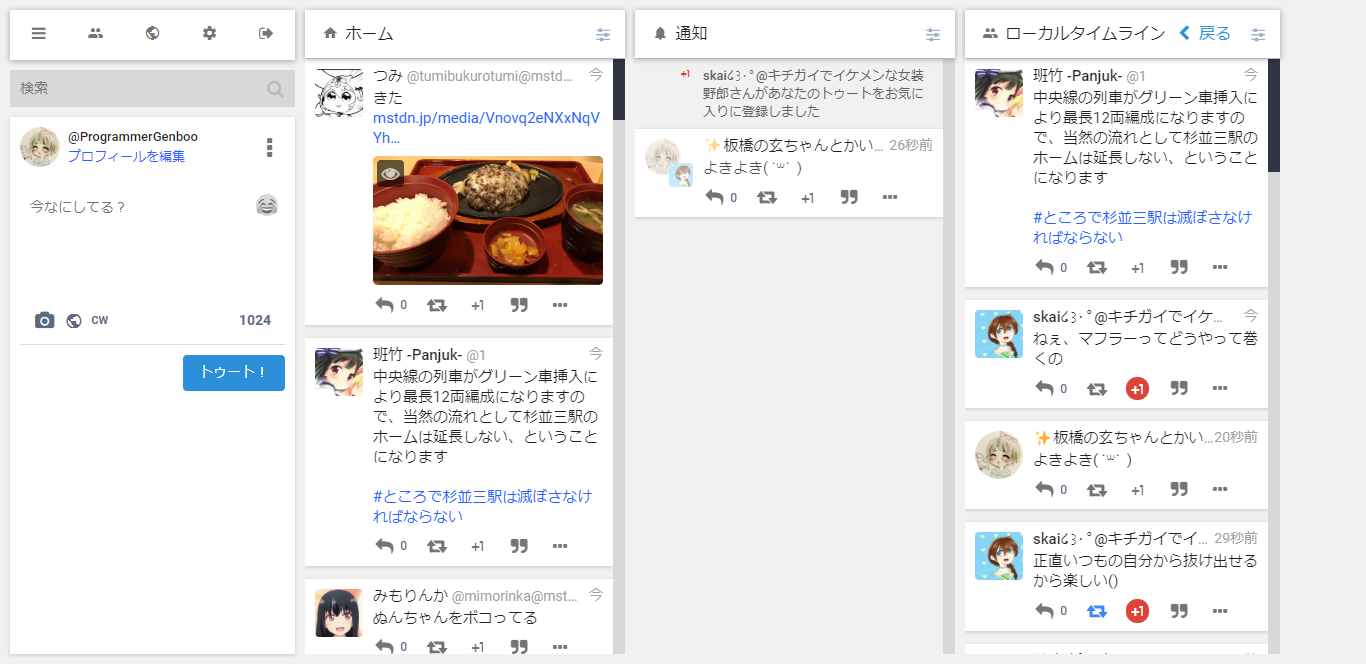 検索
@ProgrammerGenboo
プロフィールを編集
今なにしてる？
CW
1024
トゥート！
ホーム
つみ @tumibukurotumi@mstd... 今
きた
mstdn.jp/media/Vnovq2eNXxNqV
Yh...
0 +1
班竹 -Panjuk- @1 今
中央線の列車がグリーン車挿入に
より最長12両編成になりますの
で、当然の流れとして杉並三駅の
ホームは延長しない、ということ
になります
#ところで杉並三駅は滅ぼさなけ
ればならない
0 +1
みもりんか @mimorinka@mst... 今
ぬんちゃんをボコってる
0 +1
通知
+1 skai໒꒱·ﾟ@キチガイでイケメンな女装
野郎さんがあなたのトゥートをお気に
入りに登録しました
✨板橋の玄ちゃんとかい... 26秒前
よきよき( ˙꒳˙ )
0 +1
ローカルタイムライン 戻る
班竹 -Panjuk- @1 今
中央線の列車がグリーン車挿入に
より最長12両編成になりますの
で、当然の流れとして杉並三駅の
ホームは延長しない、ということ
になります
#ところで杉並三駅は滅ぼさなけ
ればならない
0 +1
skai໒꒱·ﾟ@キチガイでイケ... 今
ねぇ、マフラーってどうやって巻
くの
0 +1
✨板橋の玄ちゃんとかい... 20秒前
よきよき( ˙꒳˙ )
0 +1
skai໒꒱·ﾟ@キチガイでイ... 29秒前
正直いつもの自分から抜け出せる
から楽しい()
0 +1